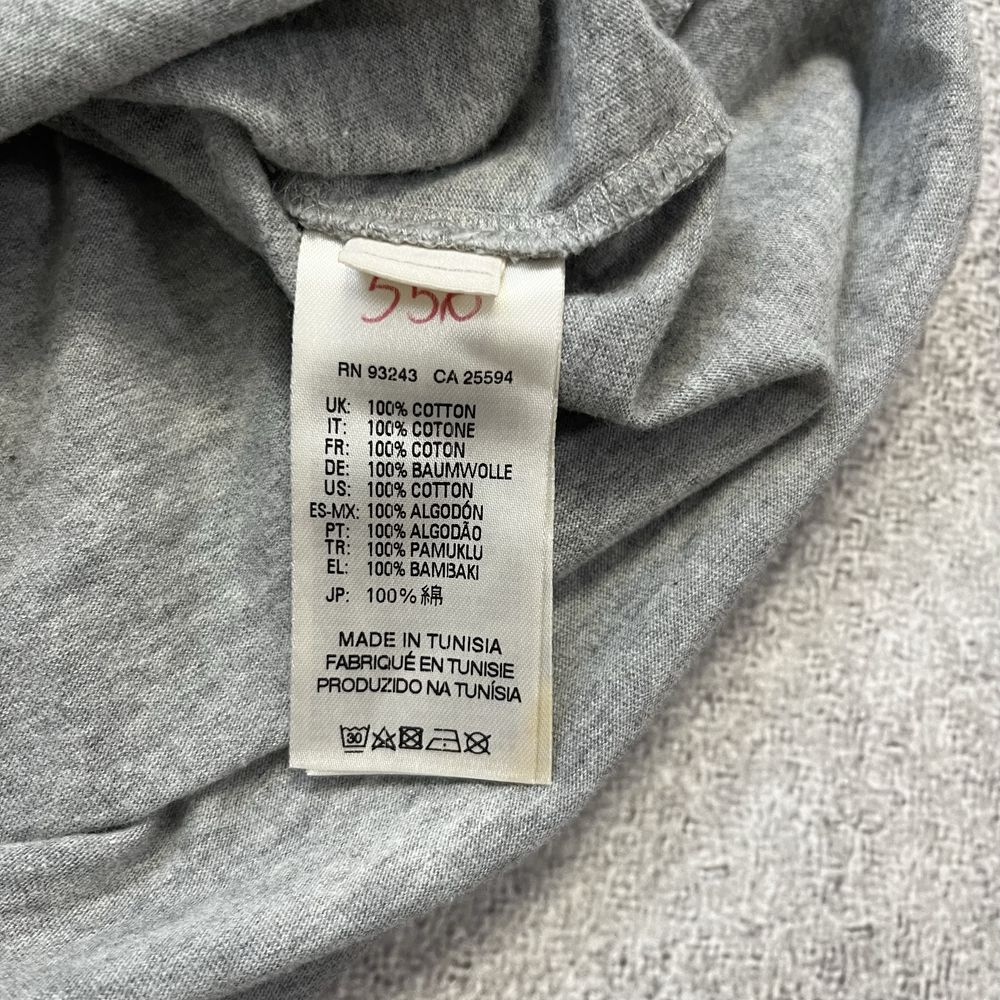 RN 93243 CA 25594
UK: 100% COTTON
IT: 100% COTONE
FR: 100% COTON
DE: 100% BAUMWOLLE
US: 100% COTTON
ES-MX: 100% ALGODÓN
PT: 100% ALGODÃO
TR: 100% PAMUKLU
EL: 100% BAMBAKI
JP: 100% 綿
MADE IN TUNISIA
FABRIQUÉ EN TUNISIE
PRODUZIDO NA TUNÍSIA
30